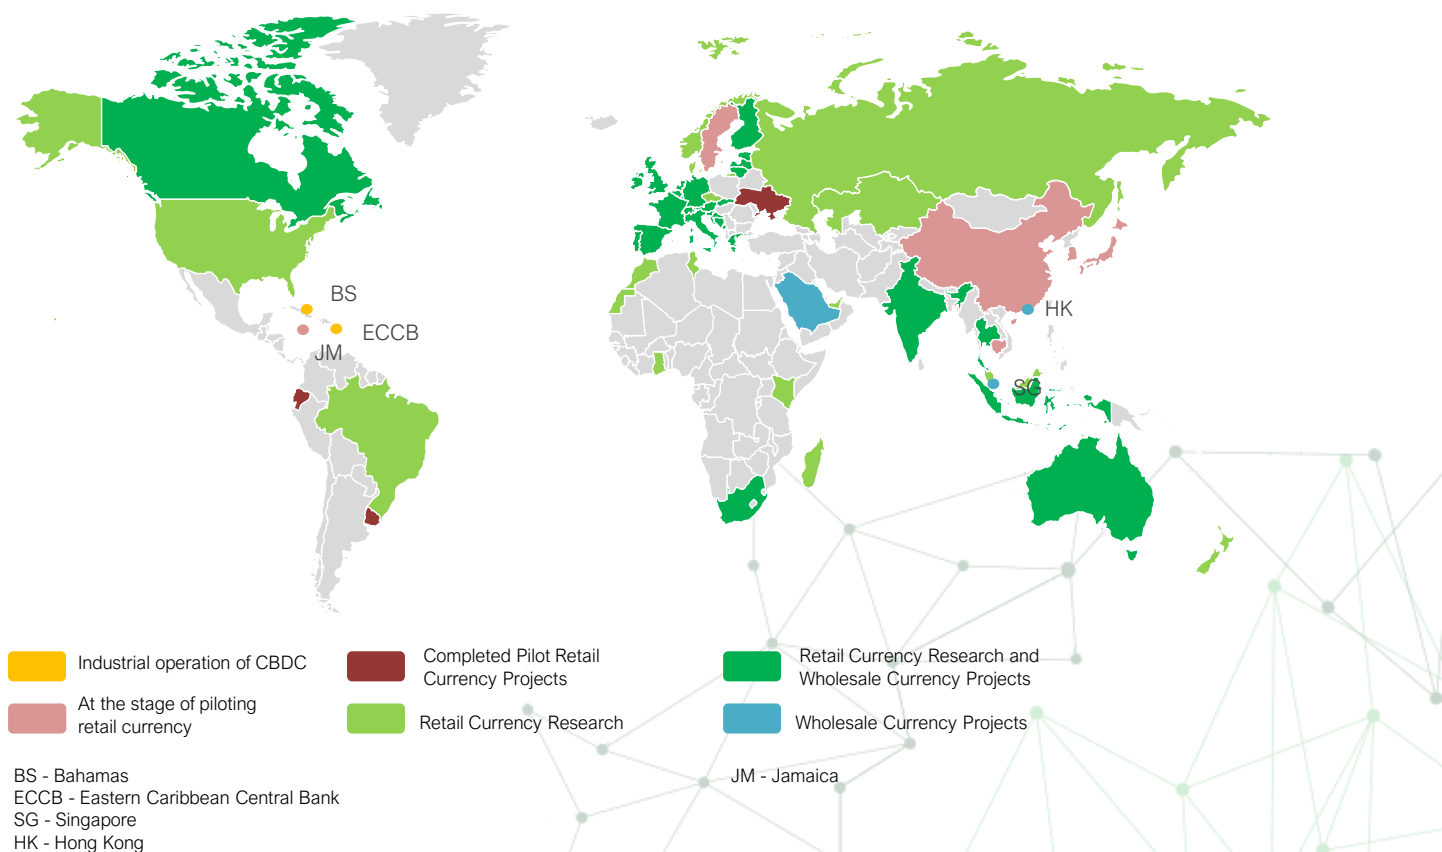 BS
ECCB
JM
HK
SG
Industrial operation of CBDC
At the stage of piloting
retail currency
Completed Pilot Retail
Currency Projects
Retail Currency Research
Retail Currency Research and
Wholesale Currency Projects
Wholesale Currency Projects
BS - Bahamas
ECCB - Eastern Caribbean Central Bank
SG - Singapore
HK - Hong Kong
JM - Jamaica